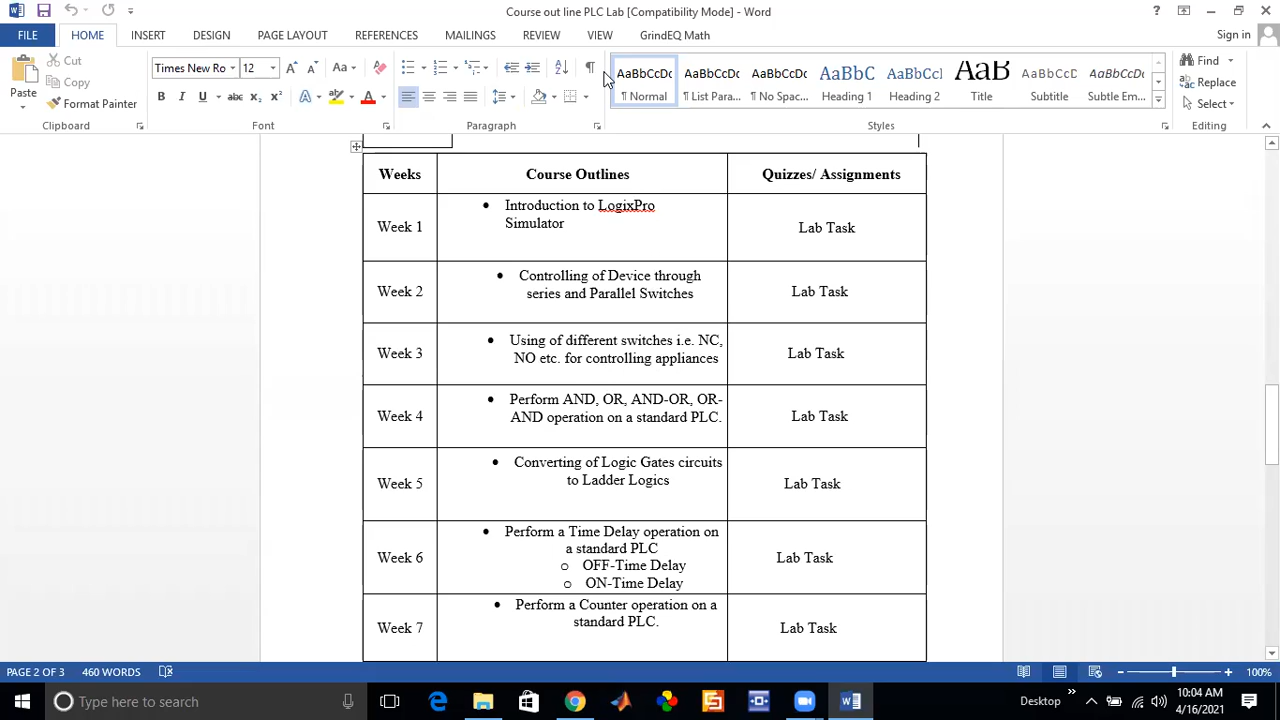 Course out line PLC Lab [Compatibility Mode] - Word
?
FILE HOME INSERT DESIGN PAGE LAYOUT REFERENCES MAILINGS REVIEW VIEW GrindEQ Math
Sign in
Paste
Cut
Copy
Format Painter
Clipboard
Times New Ro 12
Font
Paragraph
AaBbCcDc AaBbCcDc AaBbCcDc AaBbC AaBbCcI AaB AaBbCcD AaBbCcDc
¶ Normal ¶ List Para... ¶ No Spac... Heading 1 Heading 2 Title Subtitle Subtle Em...
Styles
Find
Replace
Select
Editing
Weeks Course Outlines Quizzes/ Assignments
Week 1
• Introduction to LogixPro
Simulator
Lab Task
Week 2
• Controlling of Device through
series and Parallel Switches
Lab Task
Week 3
• Using of different switches i.e. NC,
NO etc. for controlling appliances
Lab Task
Week 4
• Perform AND, OR, AND-OR, OR-
AND operation on a standard PLC.
Lab Task
Week 5
• Converting of Logic Gates circuits
to Ladder Logics
Lab Task
Week 6
• Perform a Time Delay operation on
a standard PLC
o OFF-Time Delay
o ON-Time Delay
Lab Task
Week 7
• Perform a Counter operation on a
standard PLC.
Lab Task
PAGE 2 OF 3 460 WORDS
100%
Type here to search
Desktop
10:04 AM
4/16/2021